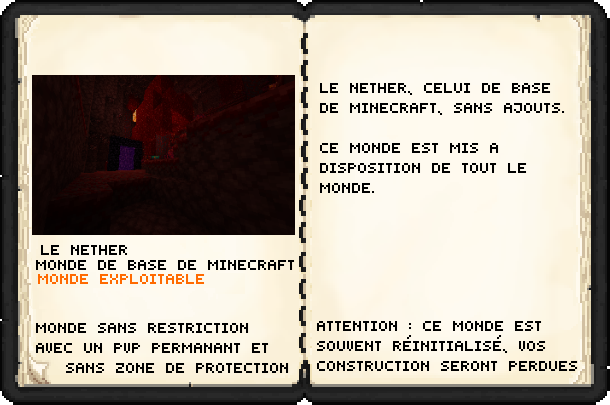 LE NETHER
MONDE DE BASE DE MINECRAFT
MONDE EXPLOITABLE
MONDE SANS RESTRICTION
AVEC UN PVP PERMANANT ET
SANS ZONE DE PROTECTION
LE NETHER, CELUI DE BASE
DE MINECRAFT, SANS AJOUTS.
CE MONDE EST MIS A
DISPOSITION DE TOUT LE
MONDE.
ATTENTION : CE MONDE EST
SOUVENT RÉINITIALISÉ, VOS
CONSTRUCTION SERONT PERDUES